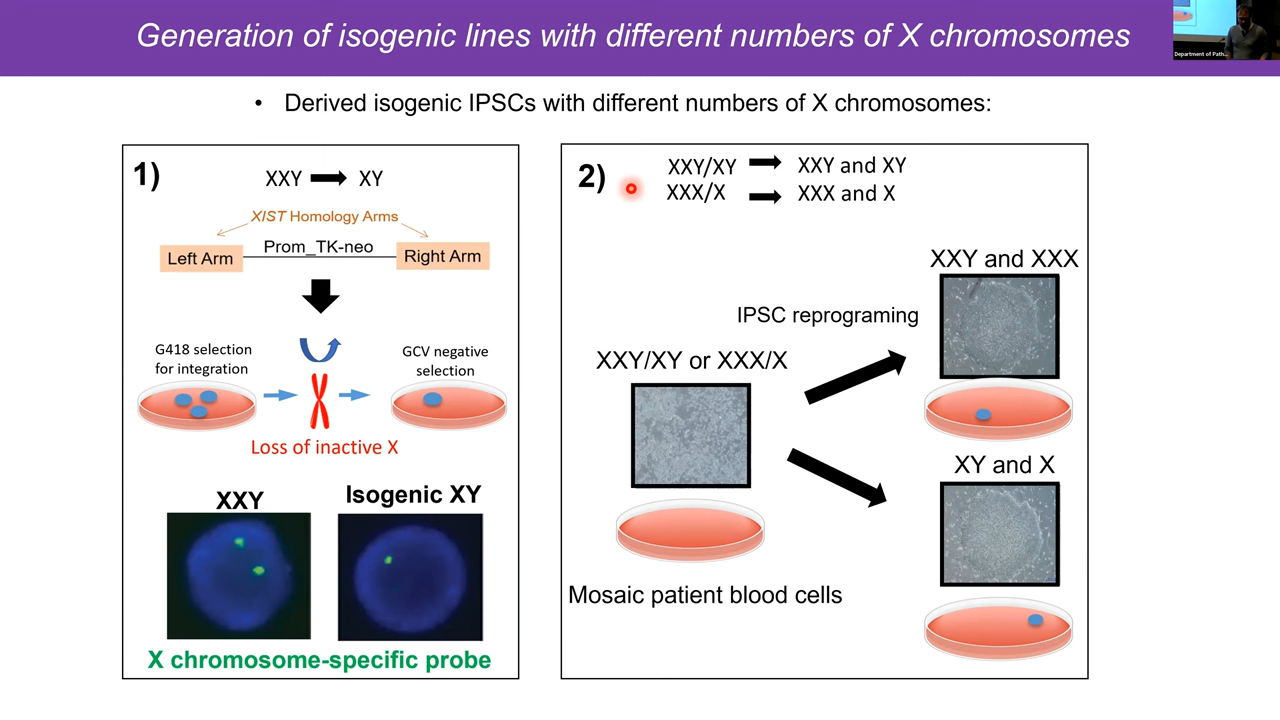 Generation of isogenic lines with different numbers of X chromosomes
Department of Path...
• Derived isogenic IPSCs with different numbers of X chromosomes:
1)
XXY XY
XIST Homology Arms
Left Arm Prom_TK-neo Right Arm
G418 selection
for integration
GCV negative
selection
Loss of inactive X
XXY Isogenic XY
X chromosome-specific probe
2)
XXY/XY XXY and XY
XXX/X XXX and X
XXY and XXX
IPSC reprograming
XXY/XY or XXX/X
XY and X
Mosaic patient blood cells